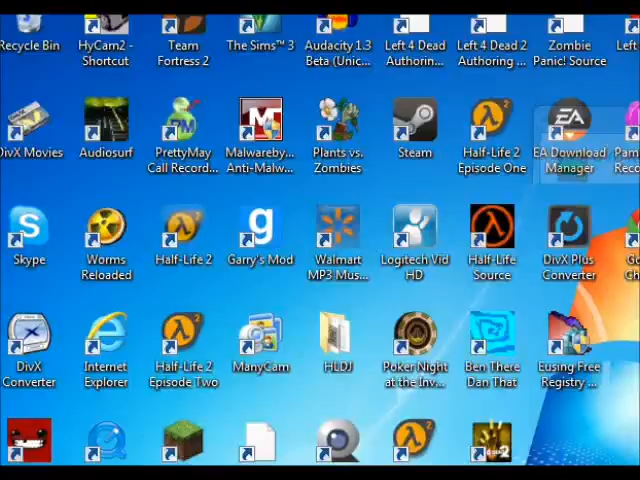 Recycle Bin
HyCam2 -
Shortcut
Team
Fortress 2
The Sims™ 3
Audacity 1.3
Beta (Unic...
Left 4 Dead
Authorin...
Left 4 Dead 2
Authoring ...
Zombie
Panic! Source
Left
DivX Movies
Audiosurf
PrettyMay
Call Record...
Malwareby...
Anti-Malw...
Plants vs.
Zombies
Steam
Half-Life 2
Episode One
EA Download
Manager
Pam
Reco
Skype
Worms
Reloaded
Half-Life 2
Garry's Mod
Walmart
MP3 Mus...
Logitech Vid
HD
Half-Life
Source
DivX Plus
Converter
Go
Ch
DivX
Converter
Internet
Explorer
Half-Life 2
Episode Two
ManyCam
HLDJ
Poker Night
at the Inv...
Ben There
Dan That
Eusing Free
Registry ...